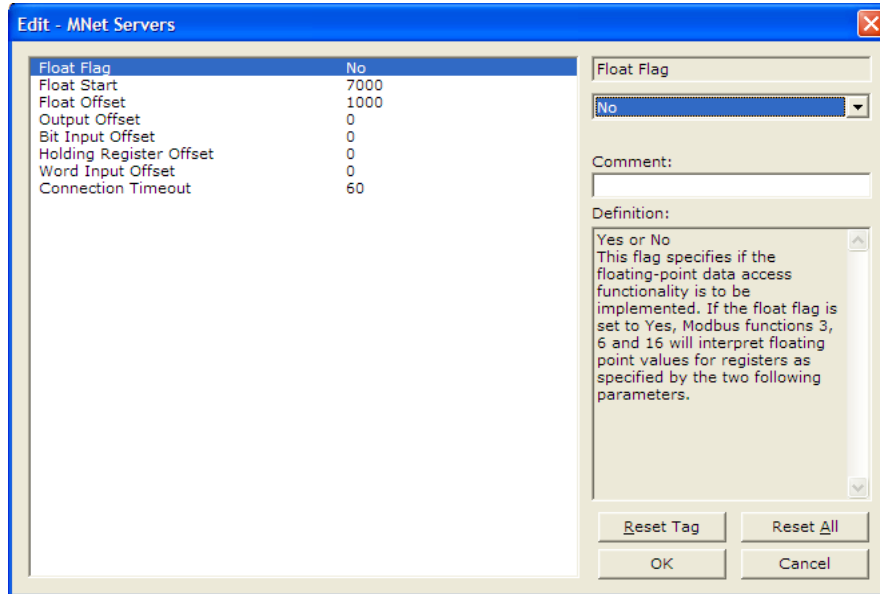 Edit - MNet Servers
Float Flag No
Float Start 7000
Float Offset 1000
Output Offset 0
Bit Input Offset 0
Holding Register Offset 0
Word Input Offset 0
Connection Timeout 60
Float Flag
No
Comment:
Definition:
Yes or No
This flag specifies if the
floating-point data access
functionality is to be
implemented. If the float flag is
set to Yes, Modbus functions 3,
6 and 16 will interpret floating
point values for registers as
specified by the two following
parameters.
Reset Tag Reset All
OK Cancel